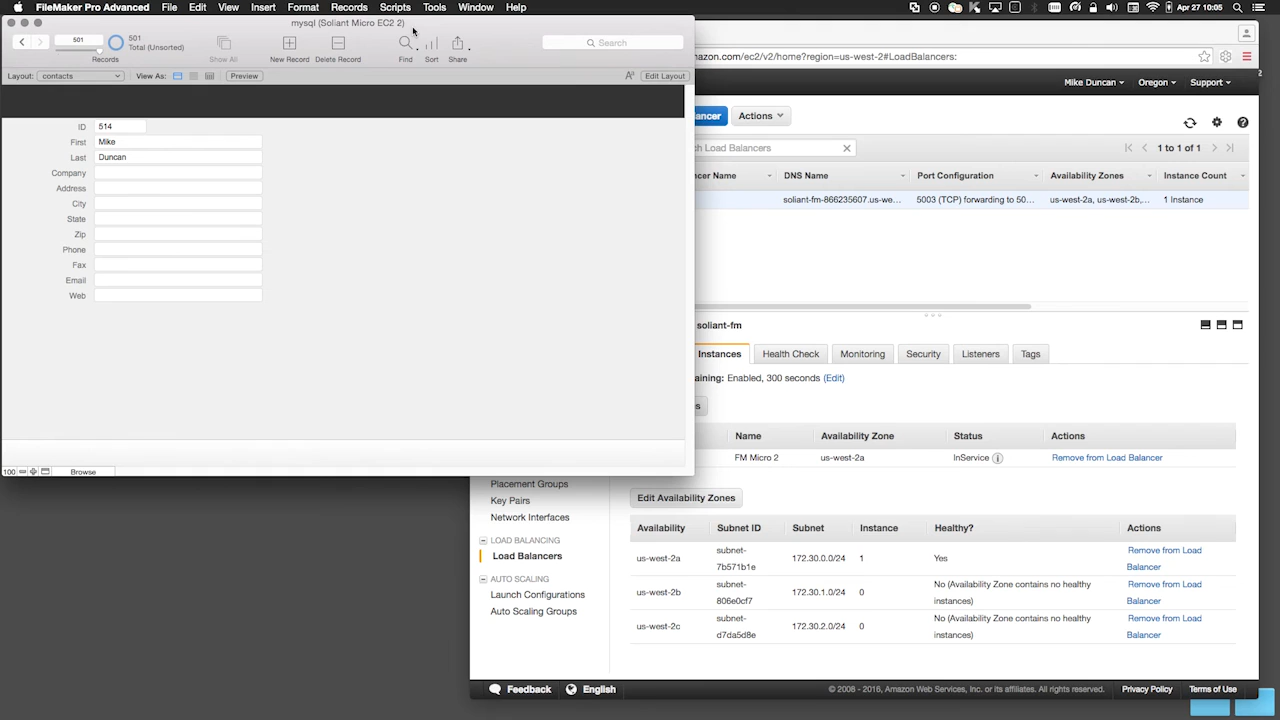 FileMaker Pro Advanced File Edit View Insert Format Records Scripts Tools Window Help
Apr 27 10:05
mysql (Soliant Micro EC2 2)
501
501
Total (Unsorted)
Records
Show All
New Record
Delete Record
Find
Sort
Share
Search
Layout: contacts
View As:
Preview
Edit Layout
ID 514
First Mike
Last Duncan
Company
Address
City
State
Zip
Phone
Fax
Email
Web
100
Browse
zon.com/ec2/v2/home?region=us-west-2#LoadBalancers:
Mike Duncan
Oregon
Support
ancer
Actions
ch Load Balancers
1 to 1 of 1
ncer Name
DNS Name
Port Configuration
Availability Zones
Instance Count
soliant-fm-866235607.us-we...
5003 (TCP) forwarding to 50...
us-west-2a, us-west-2b,...
1 Instance
soliant-fm
Instances
Health Check
Monitoring
Security
Listeners
Tags
aining: Enabled, 300 seconds (Edit)
s
Name
Availability Zone
Status
Actions
FM Micro 2
us-west-2a
InService
Remove from Load Balancer
Placement Groups
Key Pairs
Network Interfaces
LOAD BALANCING
Load Balancers
AUTO SCALING
Launch Configurations
Auto Scaling Groups
Edit Availability Zones
Availability
Subnet ID
Subnet
Instance
Healthy?
Actions
us-west-2a
subnet-
7b571b1e
172.30.0.0/24
1
Yes
Remove from Load
Balancer
us-west-2b
subnet-
806e0cf7
172.30.1.0/24
0
No (Availability Zone contains no healthy
instances)
Remove from Load
Balancer
us-west-2c
subnet-
d7da5d8e
172.30.2.0/24
0
No (Availability Zone contains no healthy
instances)
Remove from Load
Balancer
Feedback
English
© 2008 - 2016, Amazon Web Services, Inc. or its affiliates. All rights reserved.
Privacy Policy
Terms of Use